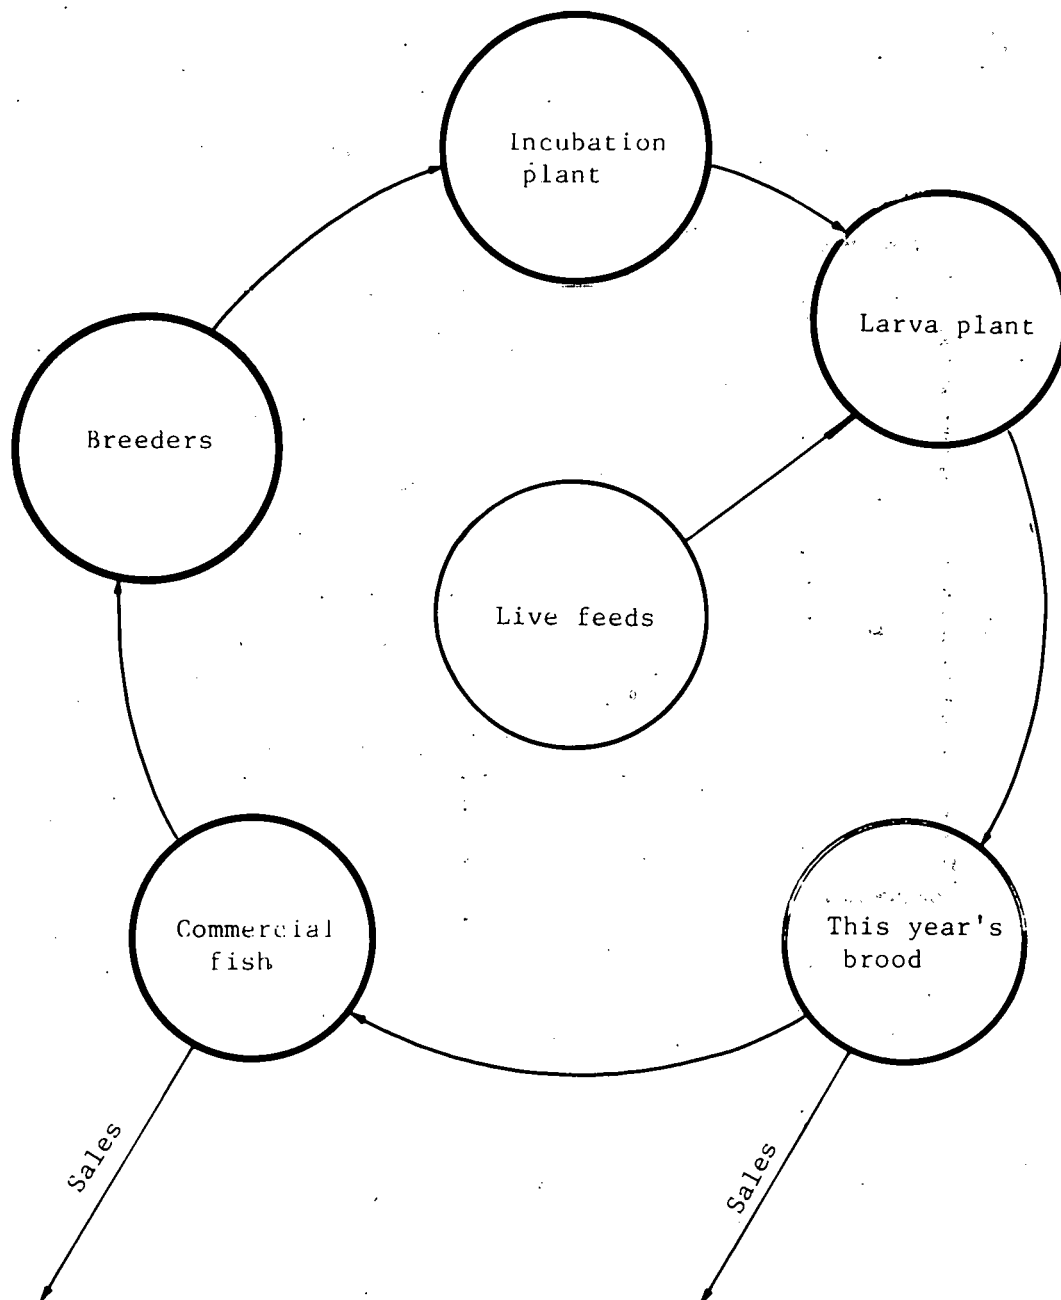 Incubation
plant
Larva plant
Breeders
Live feeds
Commercial
fish
This year's
brood
Sales
Sales